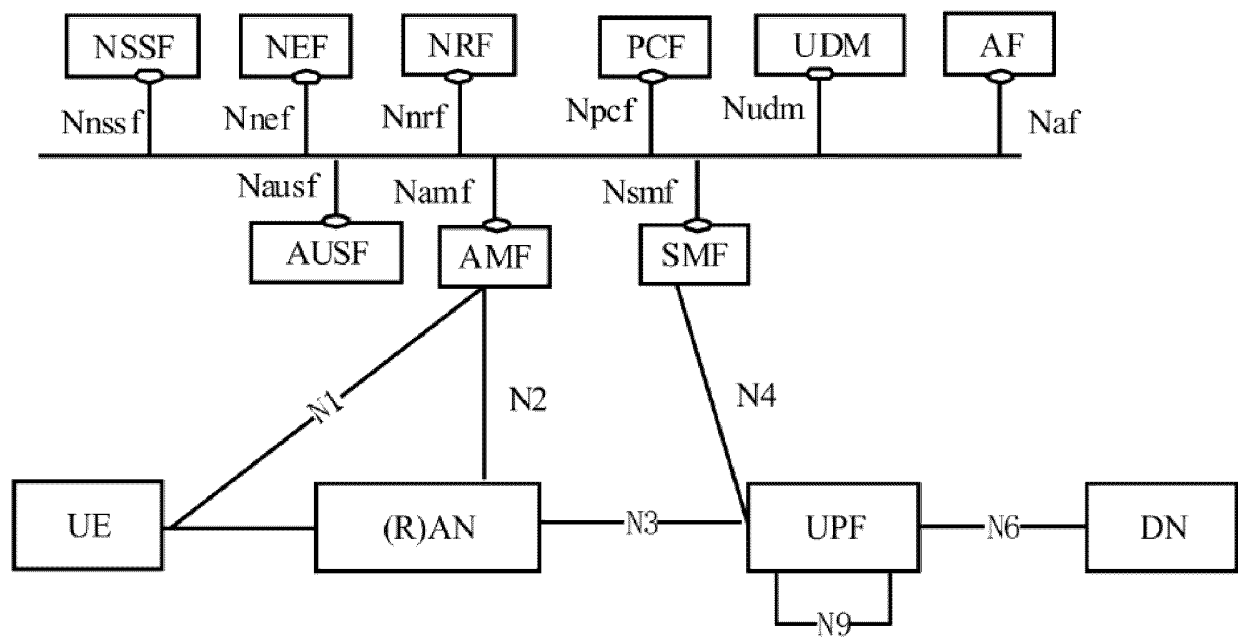 NSSF NEF NRF PCF UDM AF
Nnssf Nnef Nnrf Npcf Nudm Naf
Nausf Namf Nsmf
AUSF AMF SMF
N1 N2 N4
UE (R)AN N3 UPF N6 DN
N9